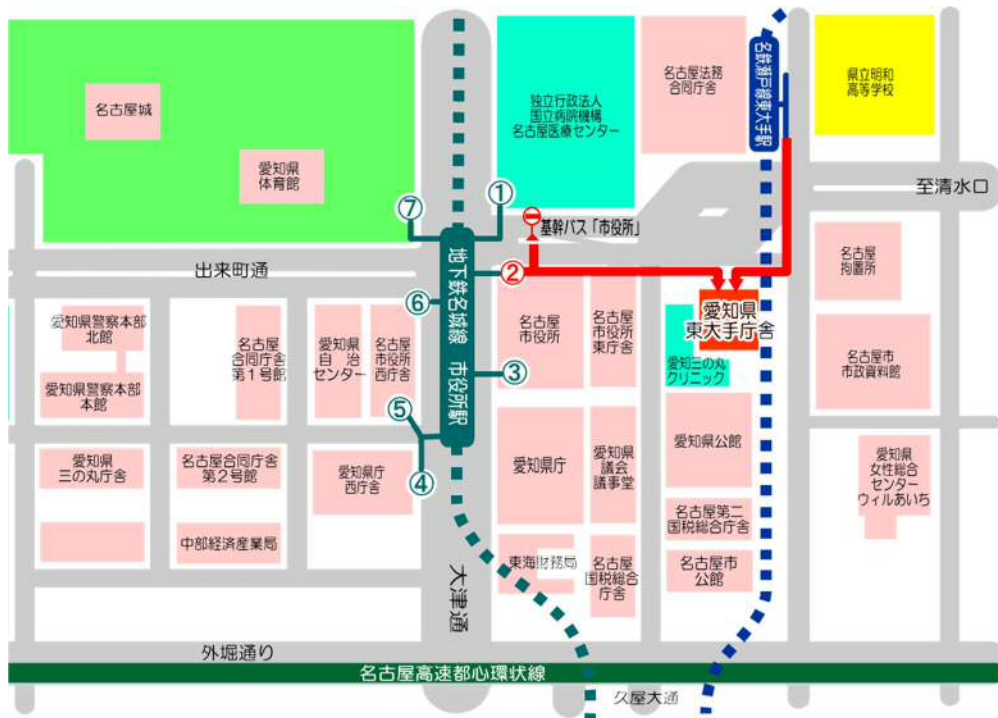 名古屋城
愛知県
体育館
独立行政法人
国立病院機構
名古屋医療センター
名古屋法務
合同庁舎
名鉄瀬戸線東大手駅
県立明和
高等学校
至清水口
①
⑦
基幹バス「市役所」
出来町通
②
⑥
地下鉄名城線 市役所駅
③
⑤
④
名古屋
拘置所
愛知県
東大手庁舎
愛知三の丸
クリニック
愛知県警察本部
北館
愛知県警察本部
本館
名古屋
合同庁舎
第1号館
愛知県
自治
センター
名古屋
市役所
西庁舎
名古屋
市役所
名古屋
市役所
東庁舎
名古屋市
市政資料館
愛知県
三の丸庁舎
名古屋合同庁舎
第2号館
愛知県庁
西庁舎
愛知県庁
愛知県
議会
議事堂
愛知県公館
愛知県
女性総合
センター
ウィルあいち
中部経済産業局
東海財務局
名古屋
国税総合
庁舎
名古屋第二
国税総合庁舎
名古屋市
公館
大津通
外堀通り
名古屋高速都心環状線
久屋大通